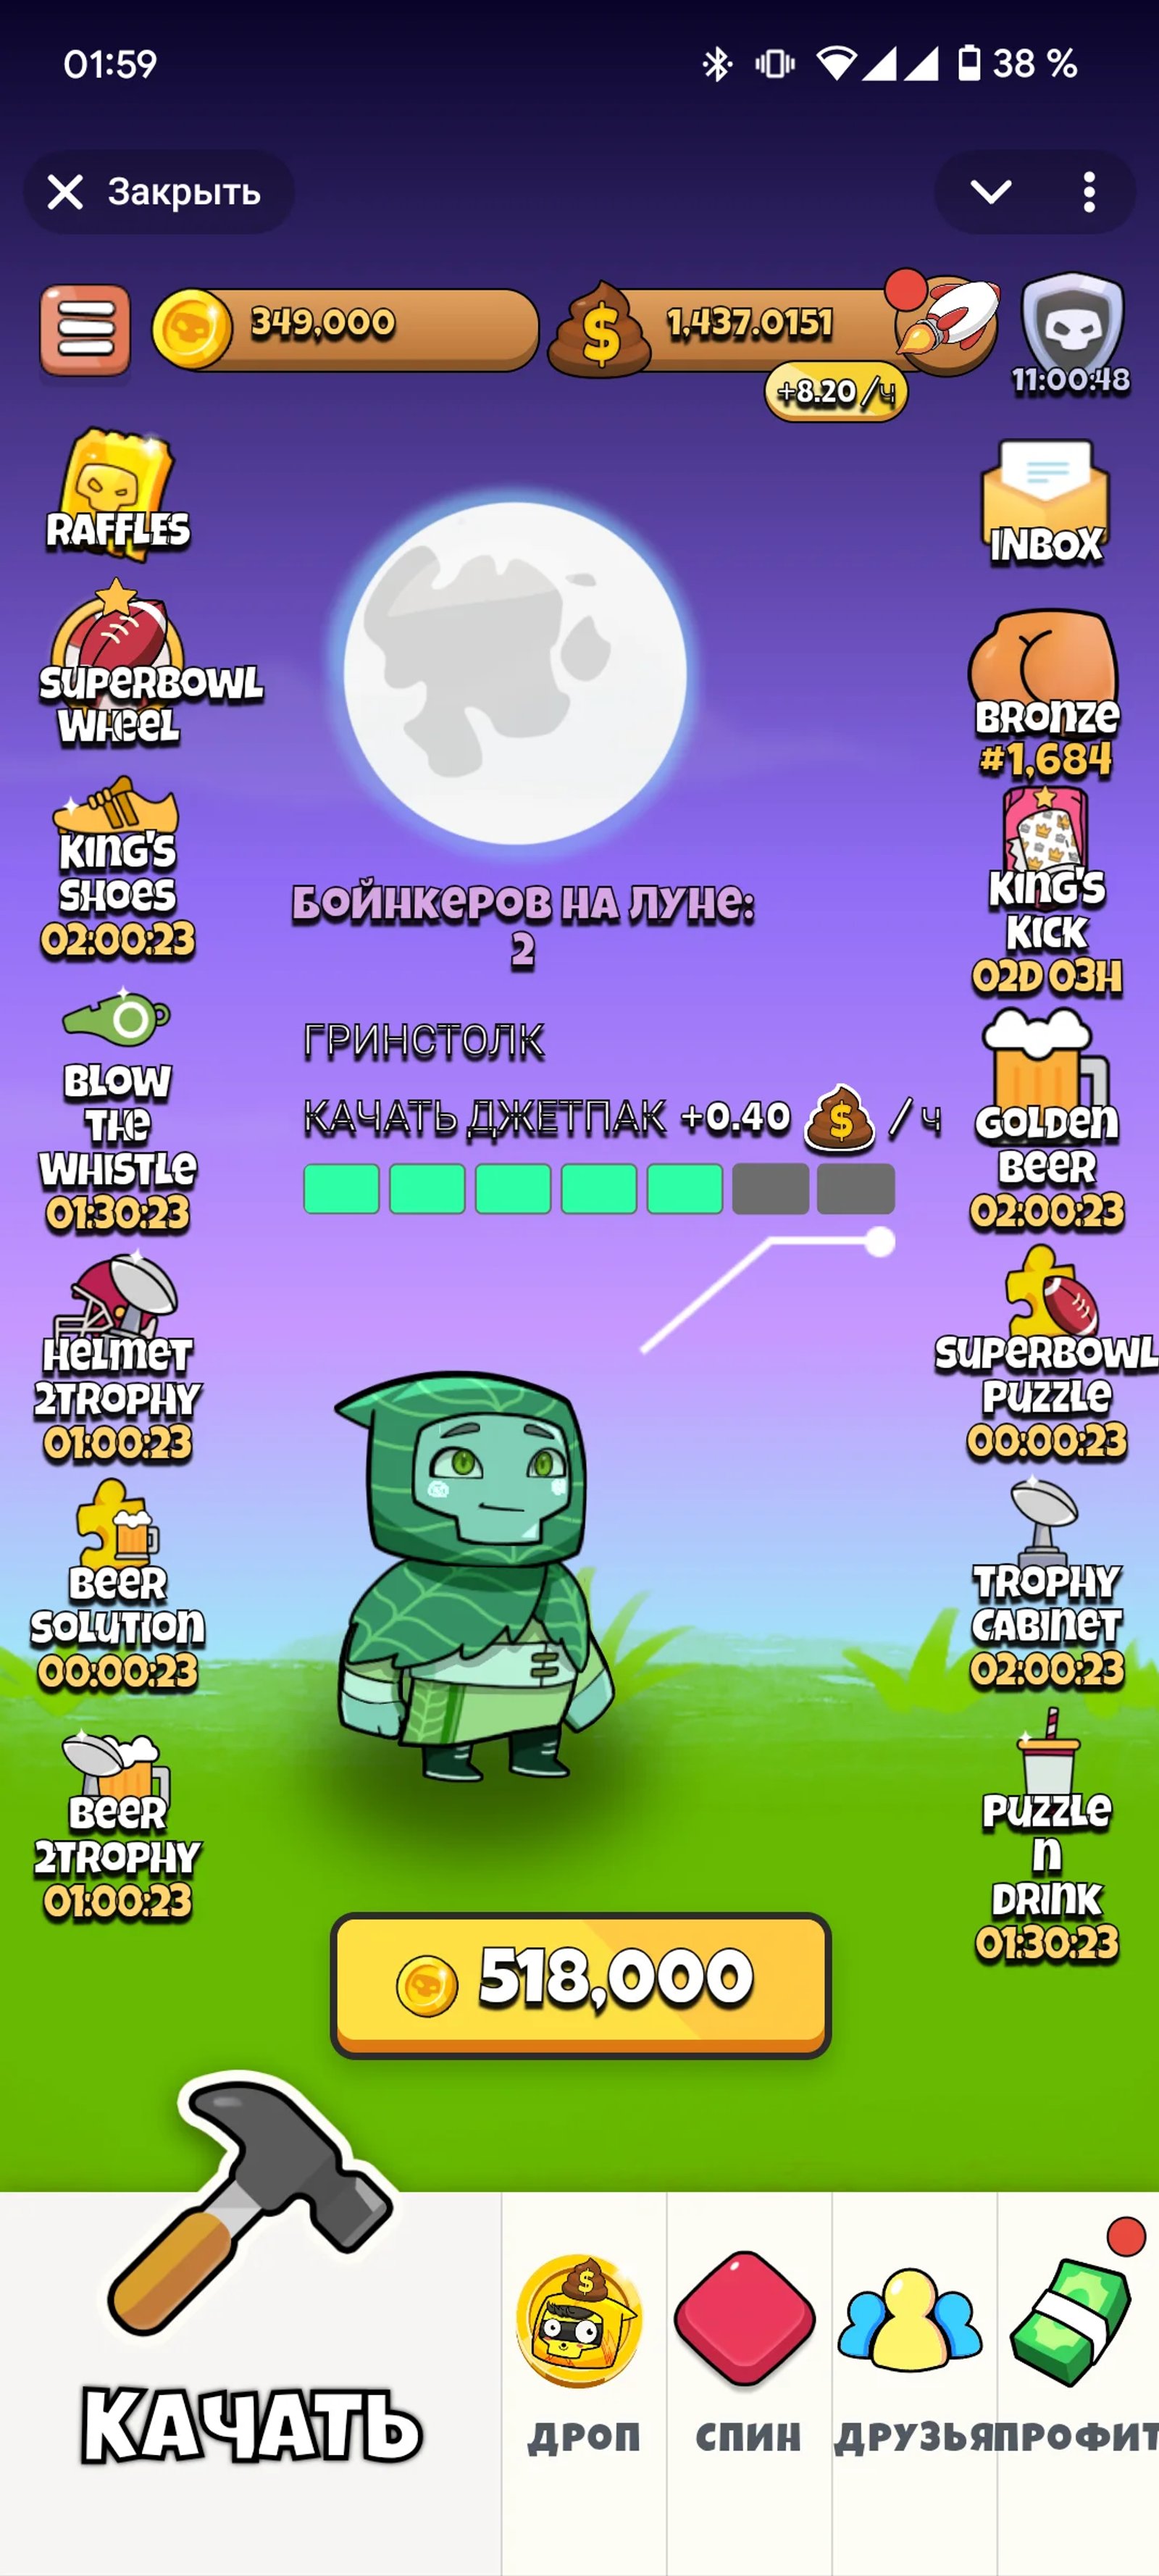 01:59
38 %
Закрыть
349,000
1,437.0151
+8.20 /ч
11:00:48
RAFFLES
INBOX
SUPERBOWL
WHEEL
BRONZE
#1,684
KING'S
SHOES
02:00:23
KING'S
KICK
02D 03H
БОЙНКЕРОВ НА ЛУНЕ:
2
BLOW
THE
WHISTLE
01:30:23
ГРИНСТОЛК
КАЧАТЬ ДЖЕТПАК +0.40 $ / ч
GOLDEN
BEER
02:00:23
HELMET
2TROPHY
01:00:23
SUPERBOWL
PUZZLE
00:00:23
BEER
SOLUTION
00:00:23
TROPHY
CABINET
02:00:23
BEER
2TROPHY
01:00:23
PUZZLE
N
DRINK
01:30:23
518,000
КАЧАТЬ
ДРОП
СПИН
ДРУЗЬЯ
ПРОФИТ